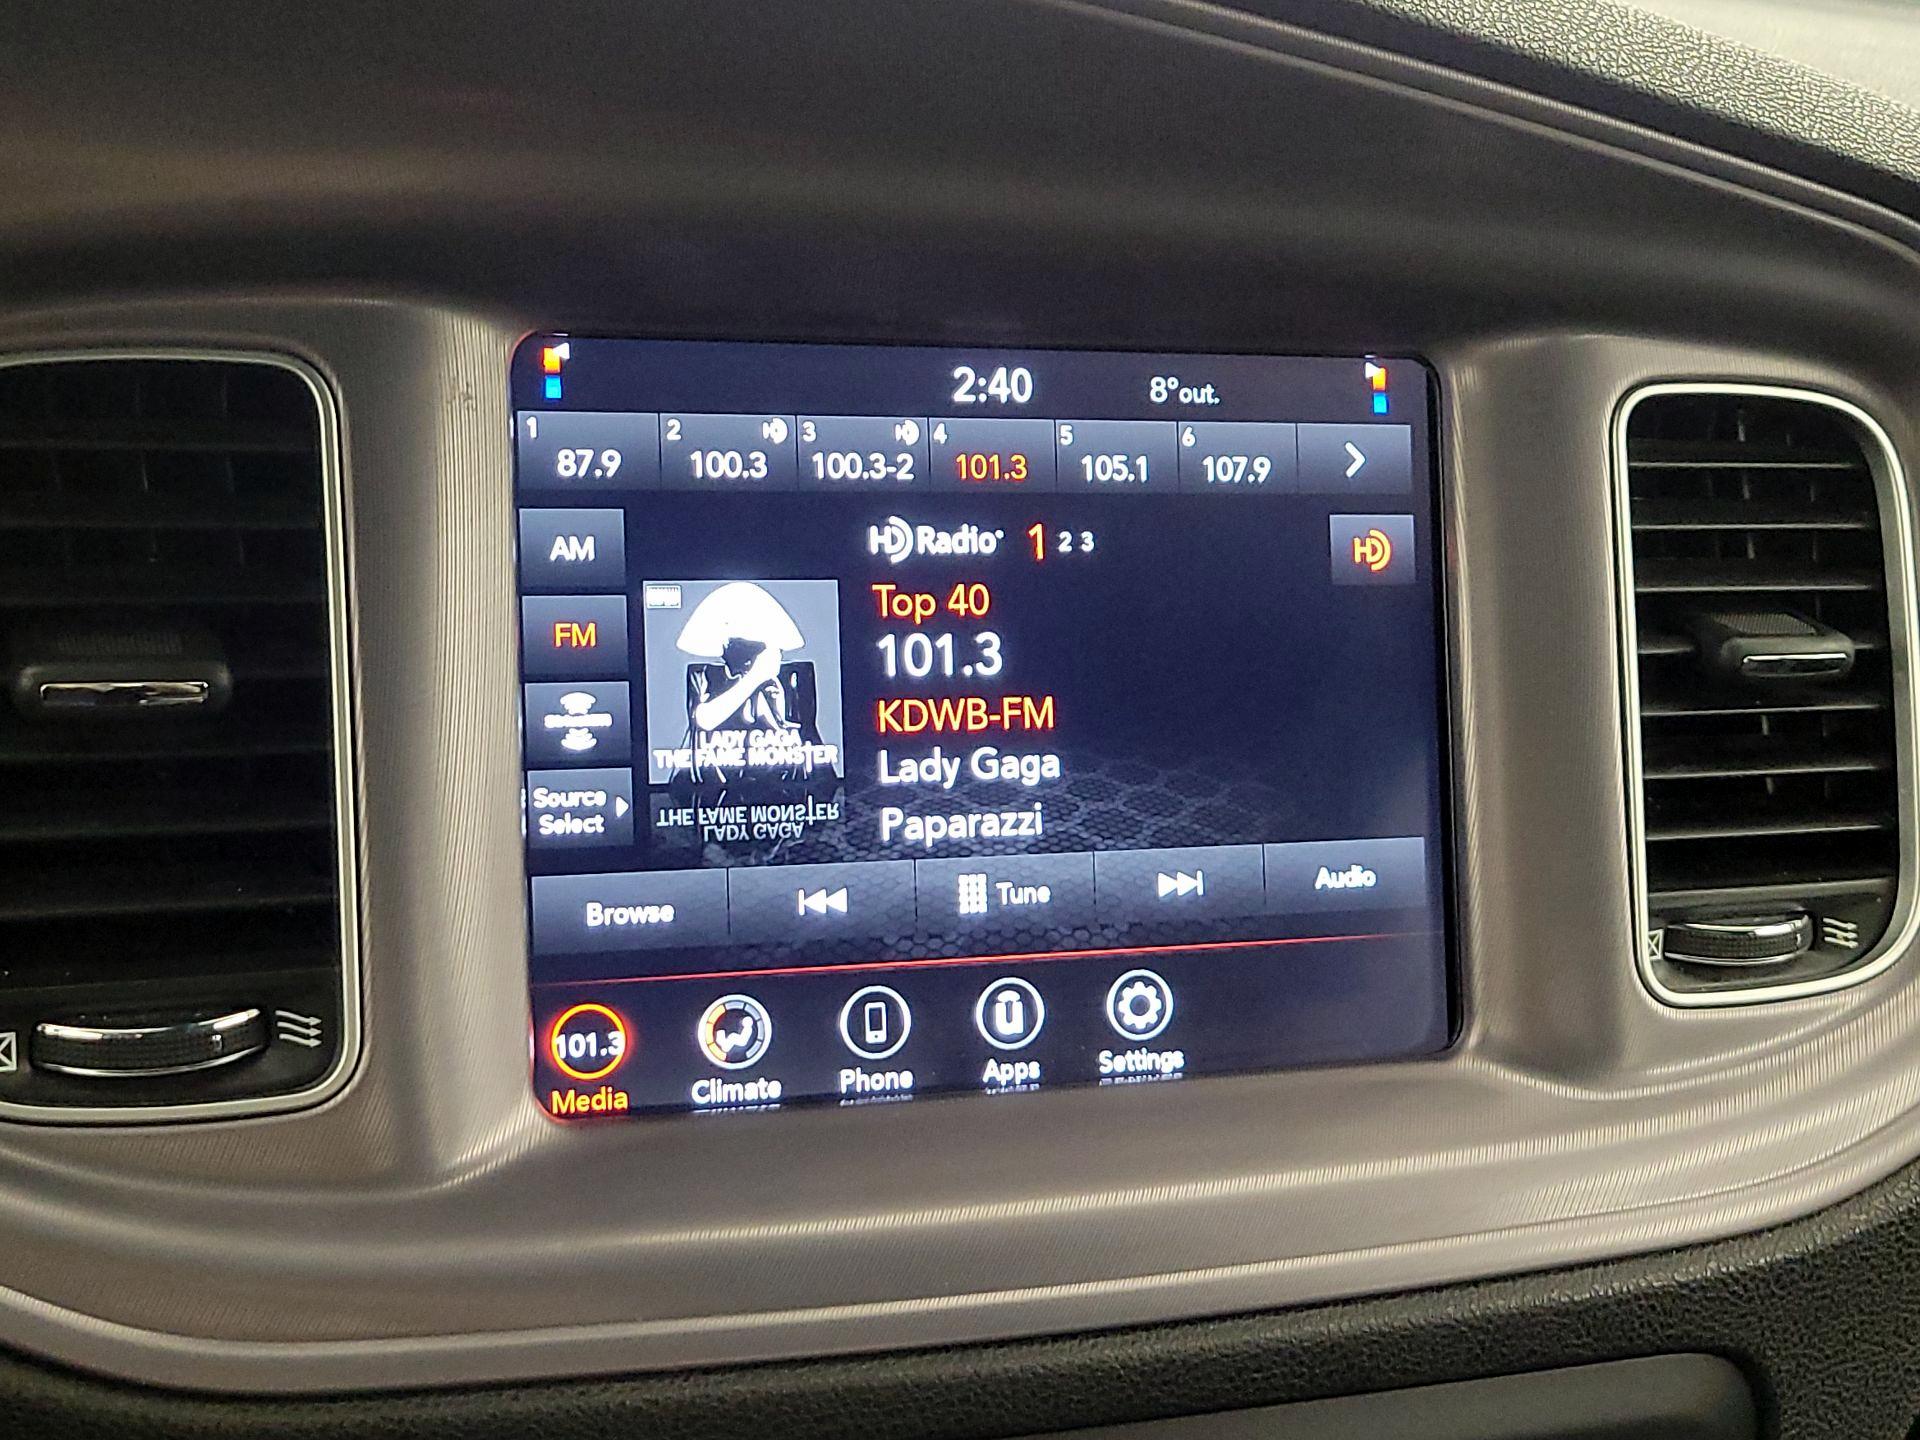 2:40 8°out.
1 2 3 4 5 6
87.9 100.3 100.3-2 101.3 105.1 107.9
AM
HD Radio 1 2 3
HD
Top 40
FM
101.3
KDWB-FM
LADY GAGA
THE FAME MONSTER
Lady Gaga
Source
Select
THE FAME MONSTER
LADY GAGA
Paparazzi
Browse Tune Audio
101.3
Media Climate Phone Apps Settings